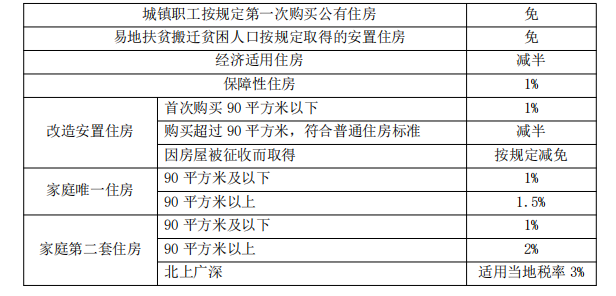 城镇职工按规定第一次购买公有住房 免
易地扶贫搬迁贫困人口按规定取得的安置住房 免
经济适用住房 减半
保障性住房 1%
改造安置住房
首次购买 90 平方米以下 1%
购买超过 90 平方米，符合普通住房标准 减半
因房屋被征收而取得 按规定减免
家庭唯一住房
90 平方米及以下 1%
90 平方米以上 1.5%
家庭第二套住房
90 平方米及以下 1%
90 平方米以上 2%
北上广深 适用当地税率 3%